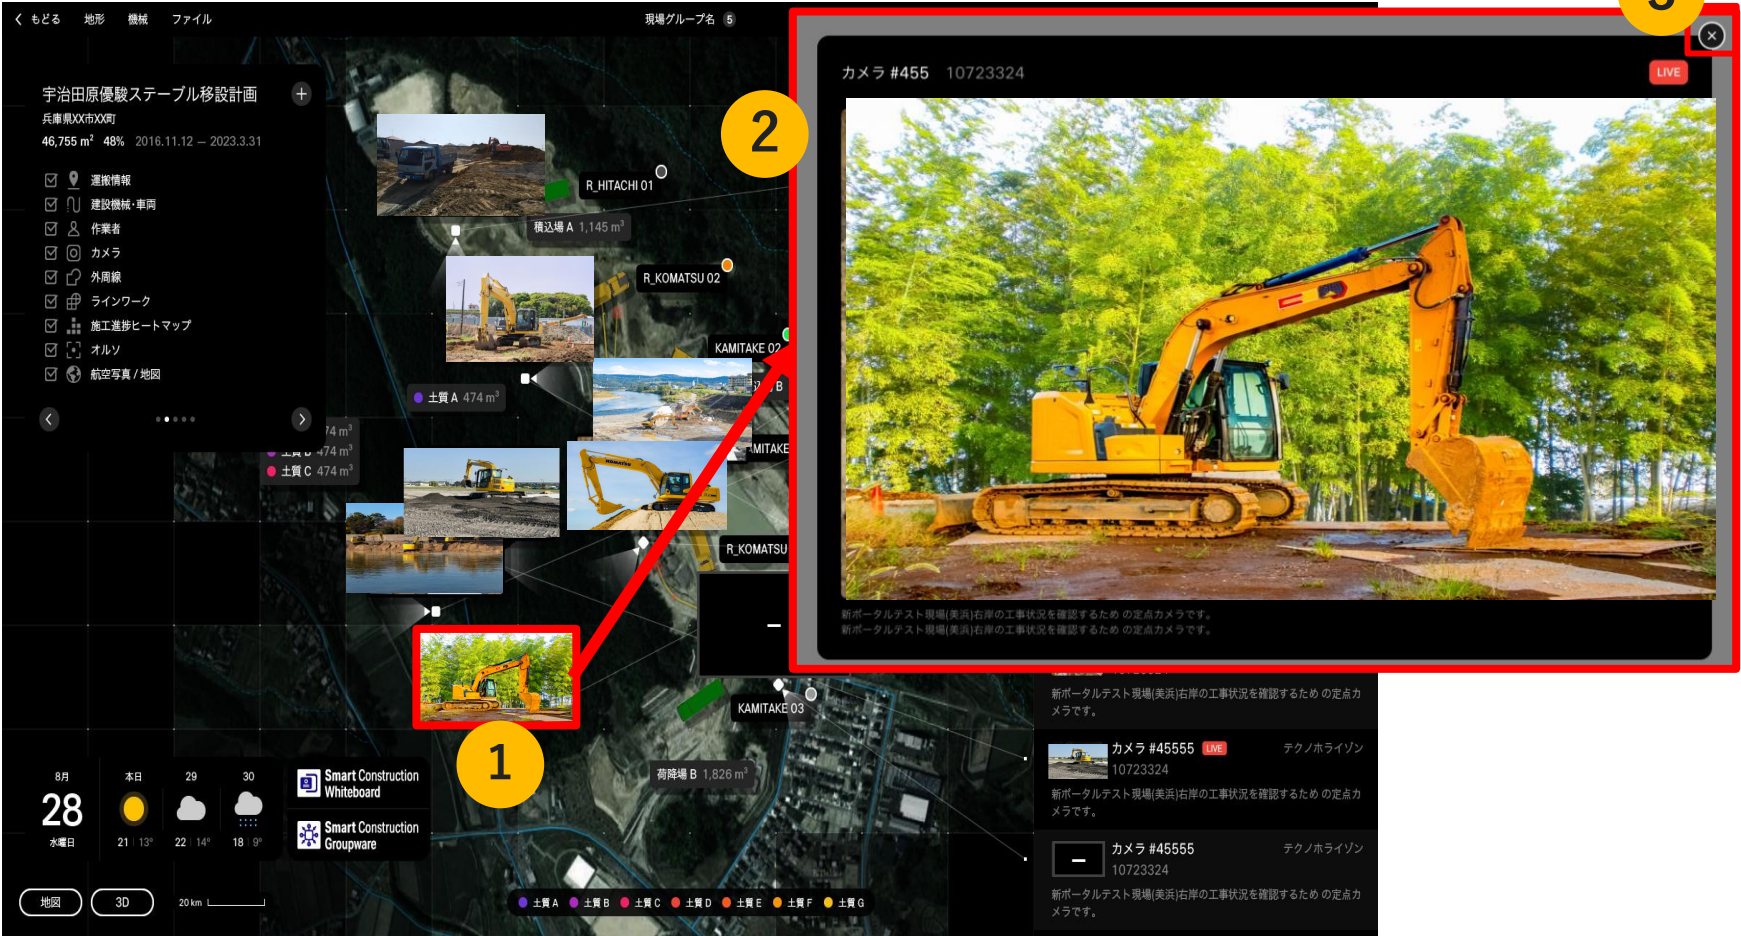 もどる 地形 機械 ファイル 現場グループ名 5
宇治田原優駿ステーブル移設計画
兵庫県XX市XX町
46,755 m² 48% 2016.11.12 — 2023.3.31
運搬情報
建設機械・車両
作業者
カメラ
外周線
ラインワーク
施工進捗ヒートマップ
オルソ
航空写真 / 地図
74 m³
474 m³
土質 C 474 m³
R_HITACHI 01
積込場 A 1,145 m³
R_KOMATSU 02
KAMITAKE 02
土質 A 474 m³
R_KOMATSU
KAMITAKE 03
荷降場 B 1,826 m³
1
2
カメラ #455 10723324
LIVE
新ポータルテスト現場(美浜)右岸の工事状況を確認するため の定点カメラです。
新ポータルテスト現場(美浜)右岸の工事状況を確認するため の定点カメラです。
新ポータルテスト現場(美浜)右岸の工事状況を確認するため の定点カ
メラです。
カメラ #45555 LIVE テクノホライゾン
10723324
新ポータルテスト現場(美浜)右岸の工事状況を確認するため の定点カ
メラです。
カメラ #45555 テクノホライゾン
10723324
新ポータルテスト現場(美浜)右岸の工事状況を確認するため の定点カ
メラです。
8月 本日 29 30
28
水曜日 21 13° 22 14° 18 9°
Smart Construction
Whiteboard
Smart Construction
Groupware
地図 3D 20 km
土質 A 土質 B 土質 C 土質 D 土質 E 土質 F 土質 G